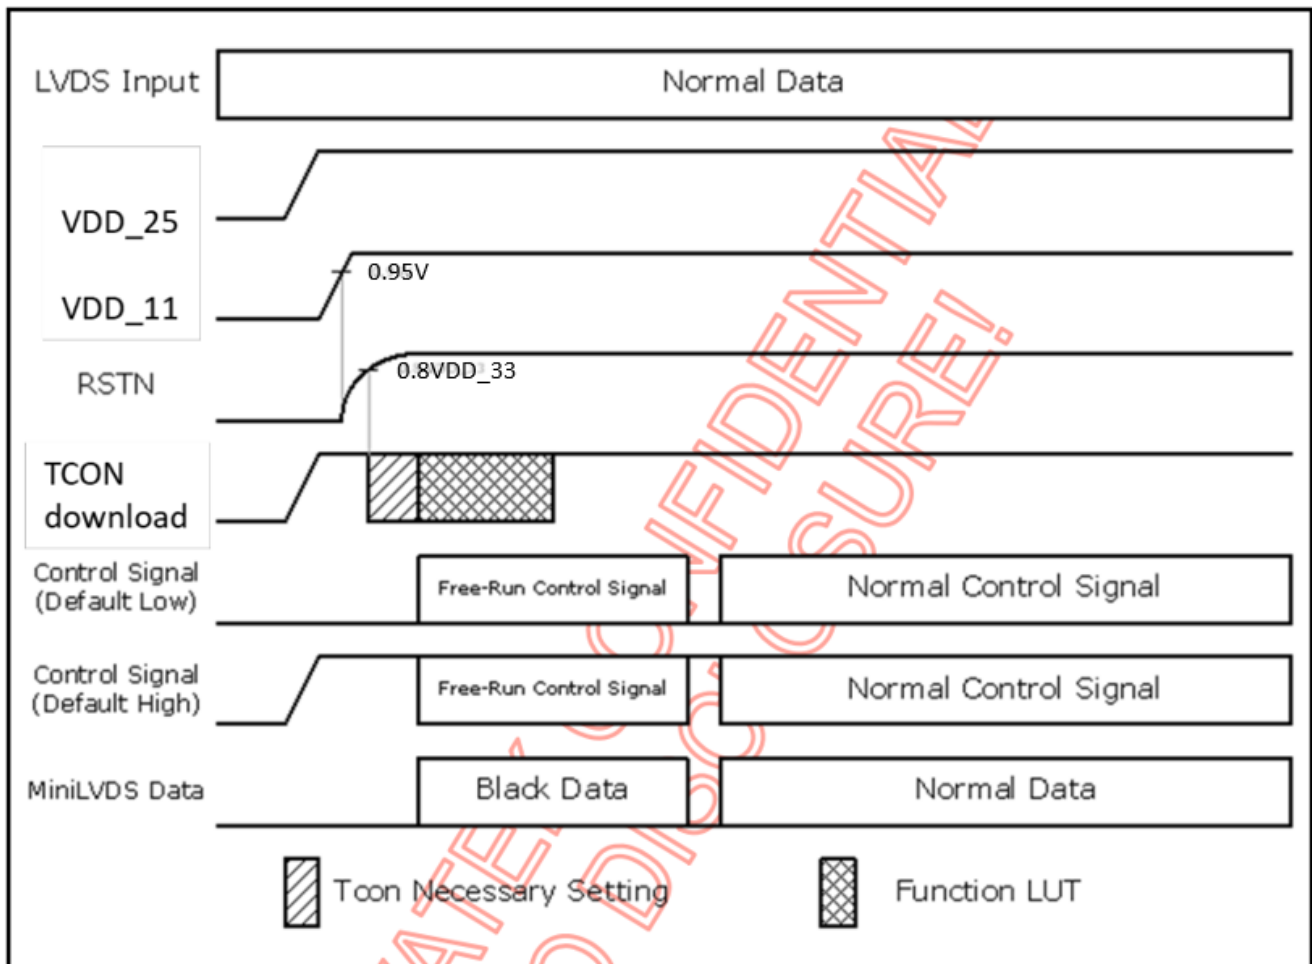 LVDS Input
Normal Data
VDD_25
VDD_11
0.95V
RSTN
0.8VDD_33
TCON
download
Control Signal
(Default Low)
Free-Run Control Signal
Normal Control Signal
Control Signal
(Default High)
Free-Run Control Signal
Normal Control Signal
MiniLVDS Data
Black Data
Normal Data
Tcon Necessary Setting
Function LUT